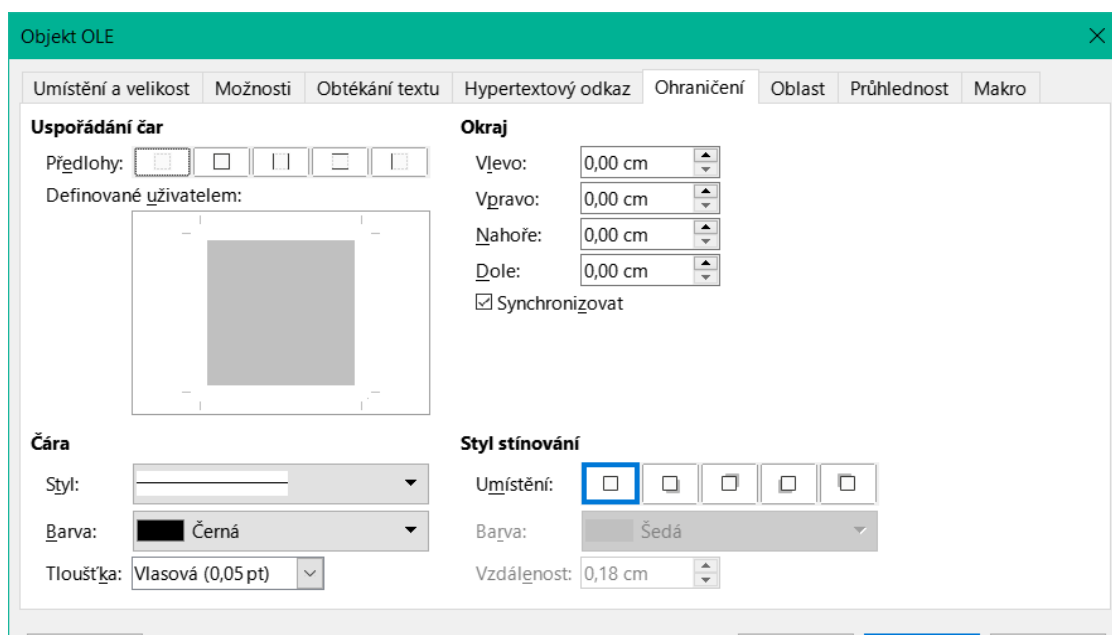 Objekt OLE
Umístění a velikost Možnosti Obtékání textu Hypertextový odkaz Ohraničení Oblast Průhlednost Makro
Uspořádání čar
Předlohy:
Definované uživatelem:
Okraj
Vlevo: 0,00 cm
Vpravo: 0,00 cm
Nahoře: 0,00 cm
Dole: 0,00 cm
Synchronizovat
Čára
Styl:
Barva: Černá
Tloušťka: Vlasová (0,05 pt)
Styl stínování
Umístění:
Barva: Šedá
Vzdálenost: 0,18 cm